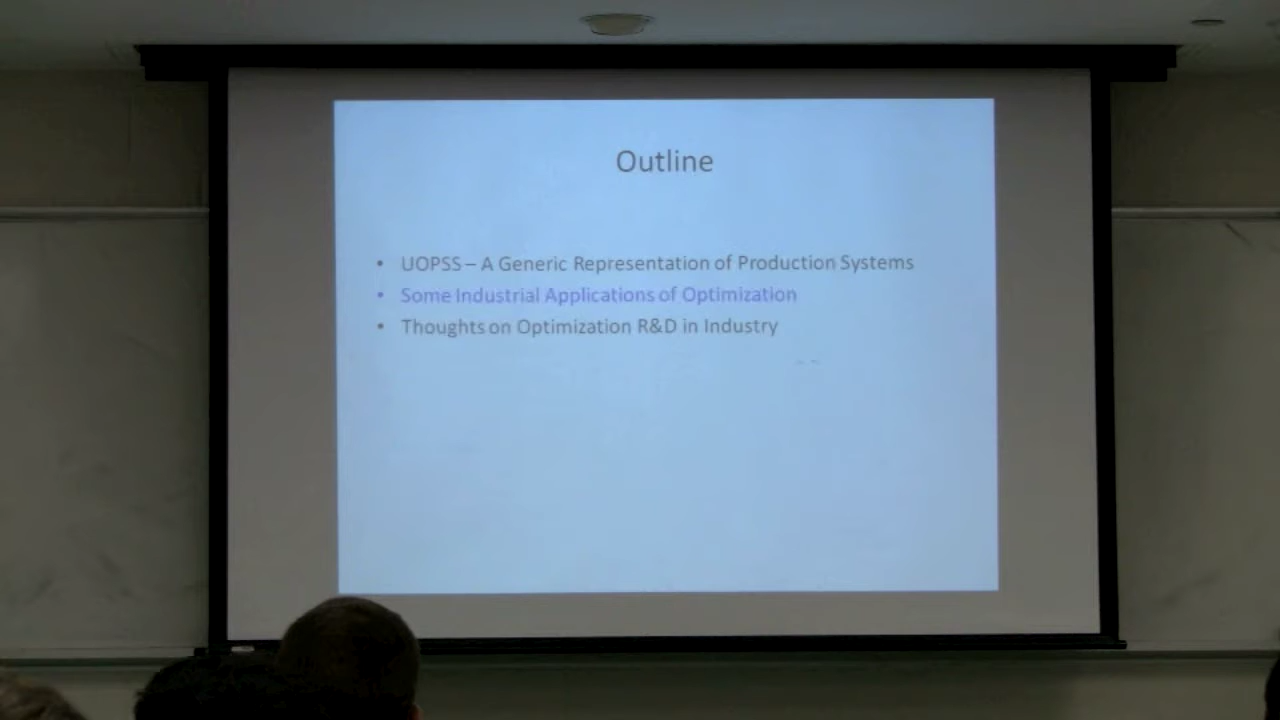 Outline
• UOPSS – A Generic Representation of Production Systems
• Some Industrial Applications of Optimization
• Thoughts on Optimization R&D in Industry